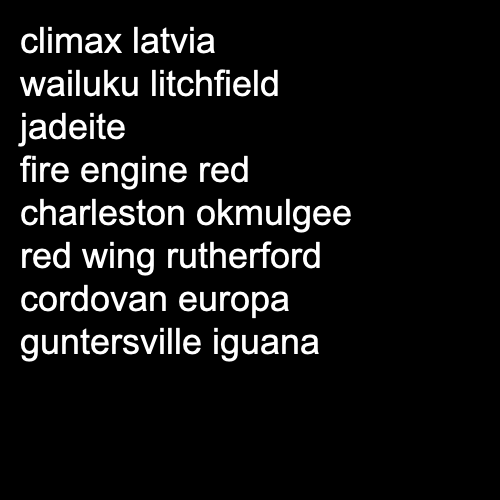 climax latvia
wailuku litchfield
jadeite
fire engine red
charleston okmulgee
red wing rutherford
cordovan europa
guntersville iguana